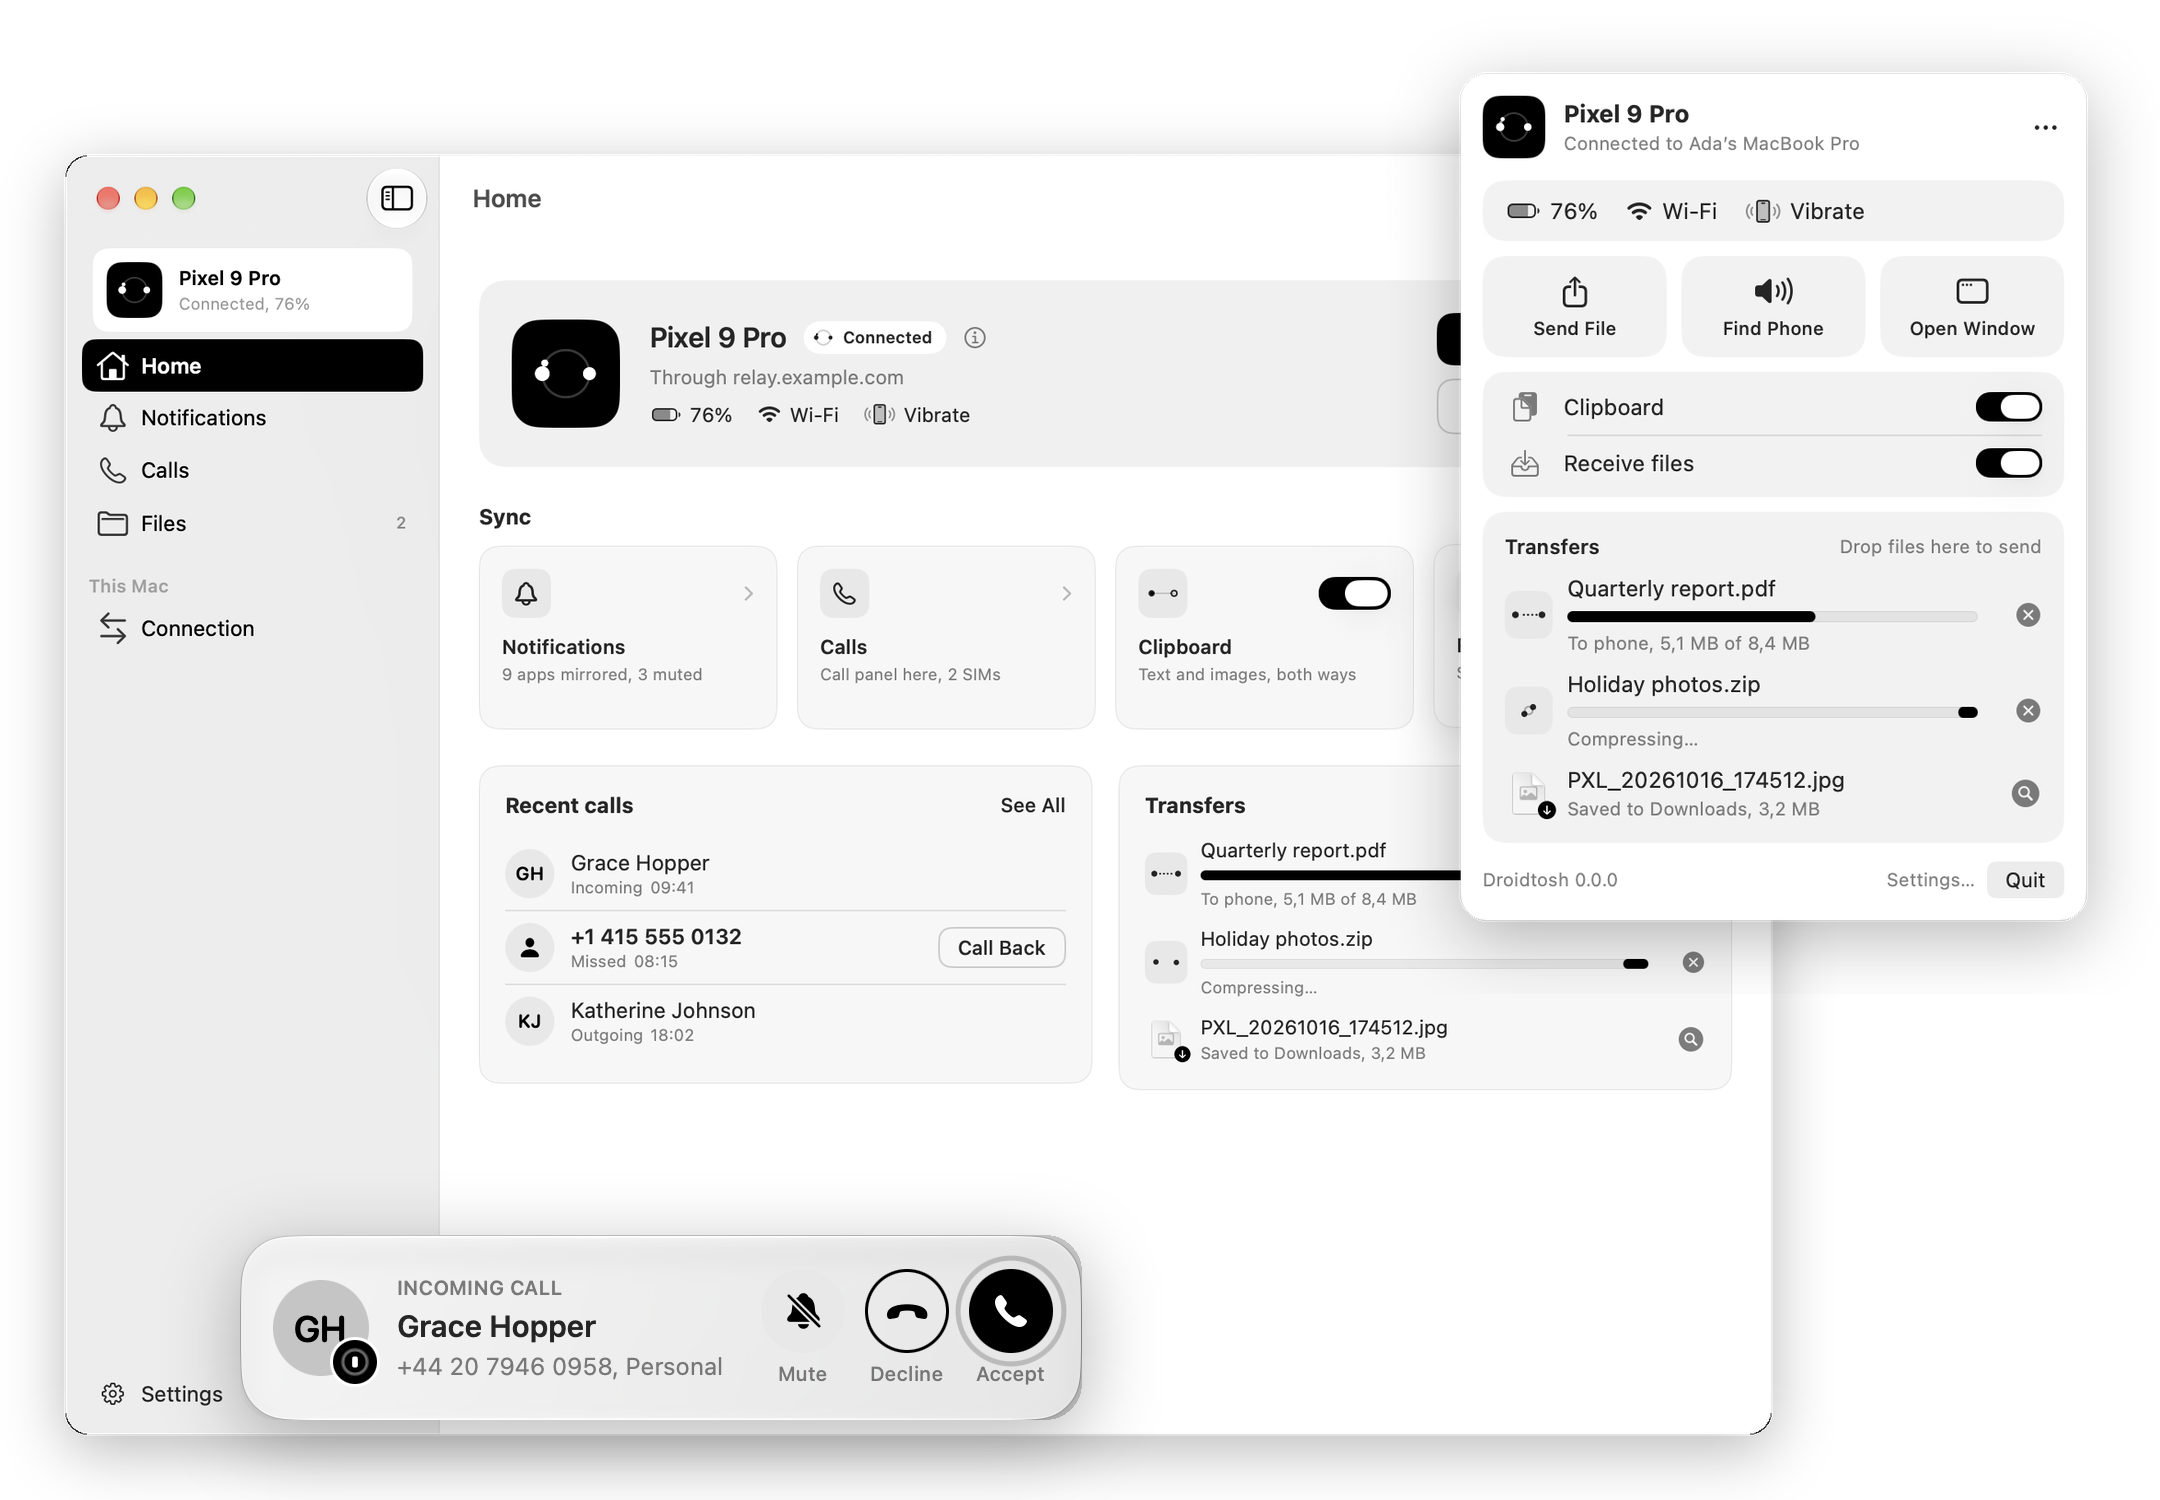 Home
Pixel 9 Pro
Connected, 76%
Home
Notifications
Calls
Files 2
This Mac
Connection
Settings
Pixel 9 Pro Connected
Through relay.example.com
76% Wi-Fi Vibrate
Sync
Notifications
9 apps mirrored, 3 muted
Calls
Call panel here, 2 SIMs
Clipboard
Text and images, both ways
Recent calls See All
GH Grace Hopper
Incoming 09:41
+1 415 555 0132
Missed 08:15
Call Back
KJ Katherine Johnson
Outgoing 18:02
Transfers
Quarterly report.pdf
To phone, 5,1 MB of 8,4 MB
Holiday photos.zip
Compressing...
PXL_20261016_174512.jpg
Saved to Downloads, 3,2 MB
Pixel 9 Pro
Connected to Ada's MacBook Pro
76% Wi-Fi Vibrate
Send File
Find Phone
Open Window
Clipboard
Receive files
Transfers Drop files here to send
Quarterly report.pdf
To phone, 5,1 MB of 8,4 MB
Holiday photos.zip
Compressing...
PXL_20261016_174512.jpg
Saved to Downloads, 3,2 MB
Droidtosh 0.0.0 Settings... Quit
GH
INCOMING CALL
Grace Hopper
+44 20 7946 0958, Personal
Mute
Decline
Accept